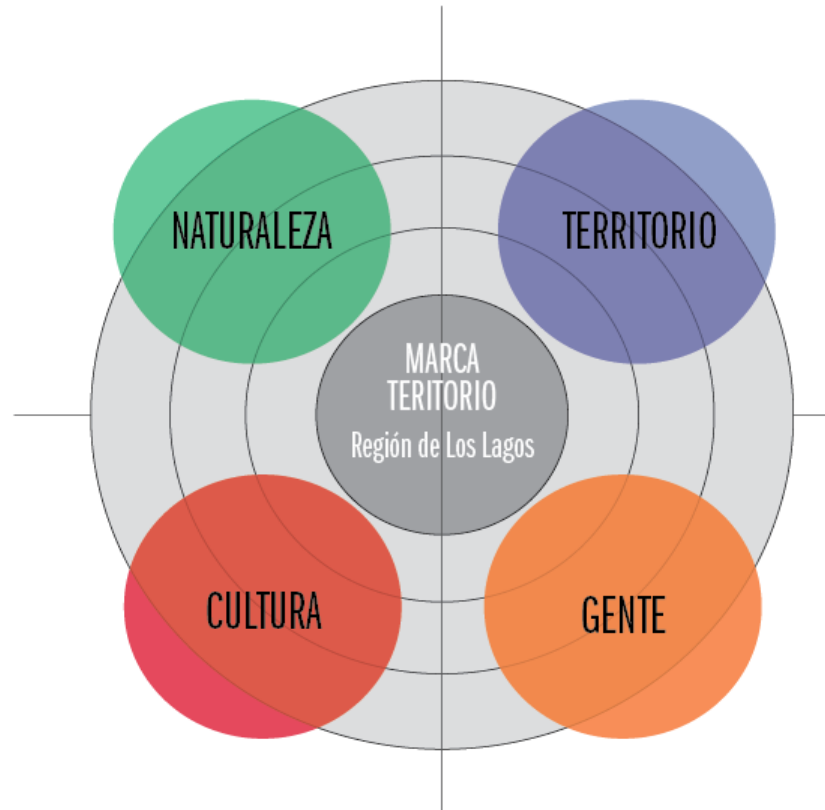 NATURALEZA
TERRITORIO
MARCA
TERITORIO
Región de Los Lagos
CULTURA
GENTE